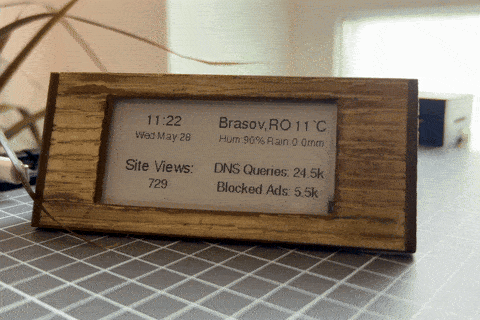 11:22
Wed May 28
Brasov,RO 11°C
Hum 90% Rain 0.0mm
Site Views:
729
DNS Queries: 24.5k
Blocked Ads: 5.5k